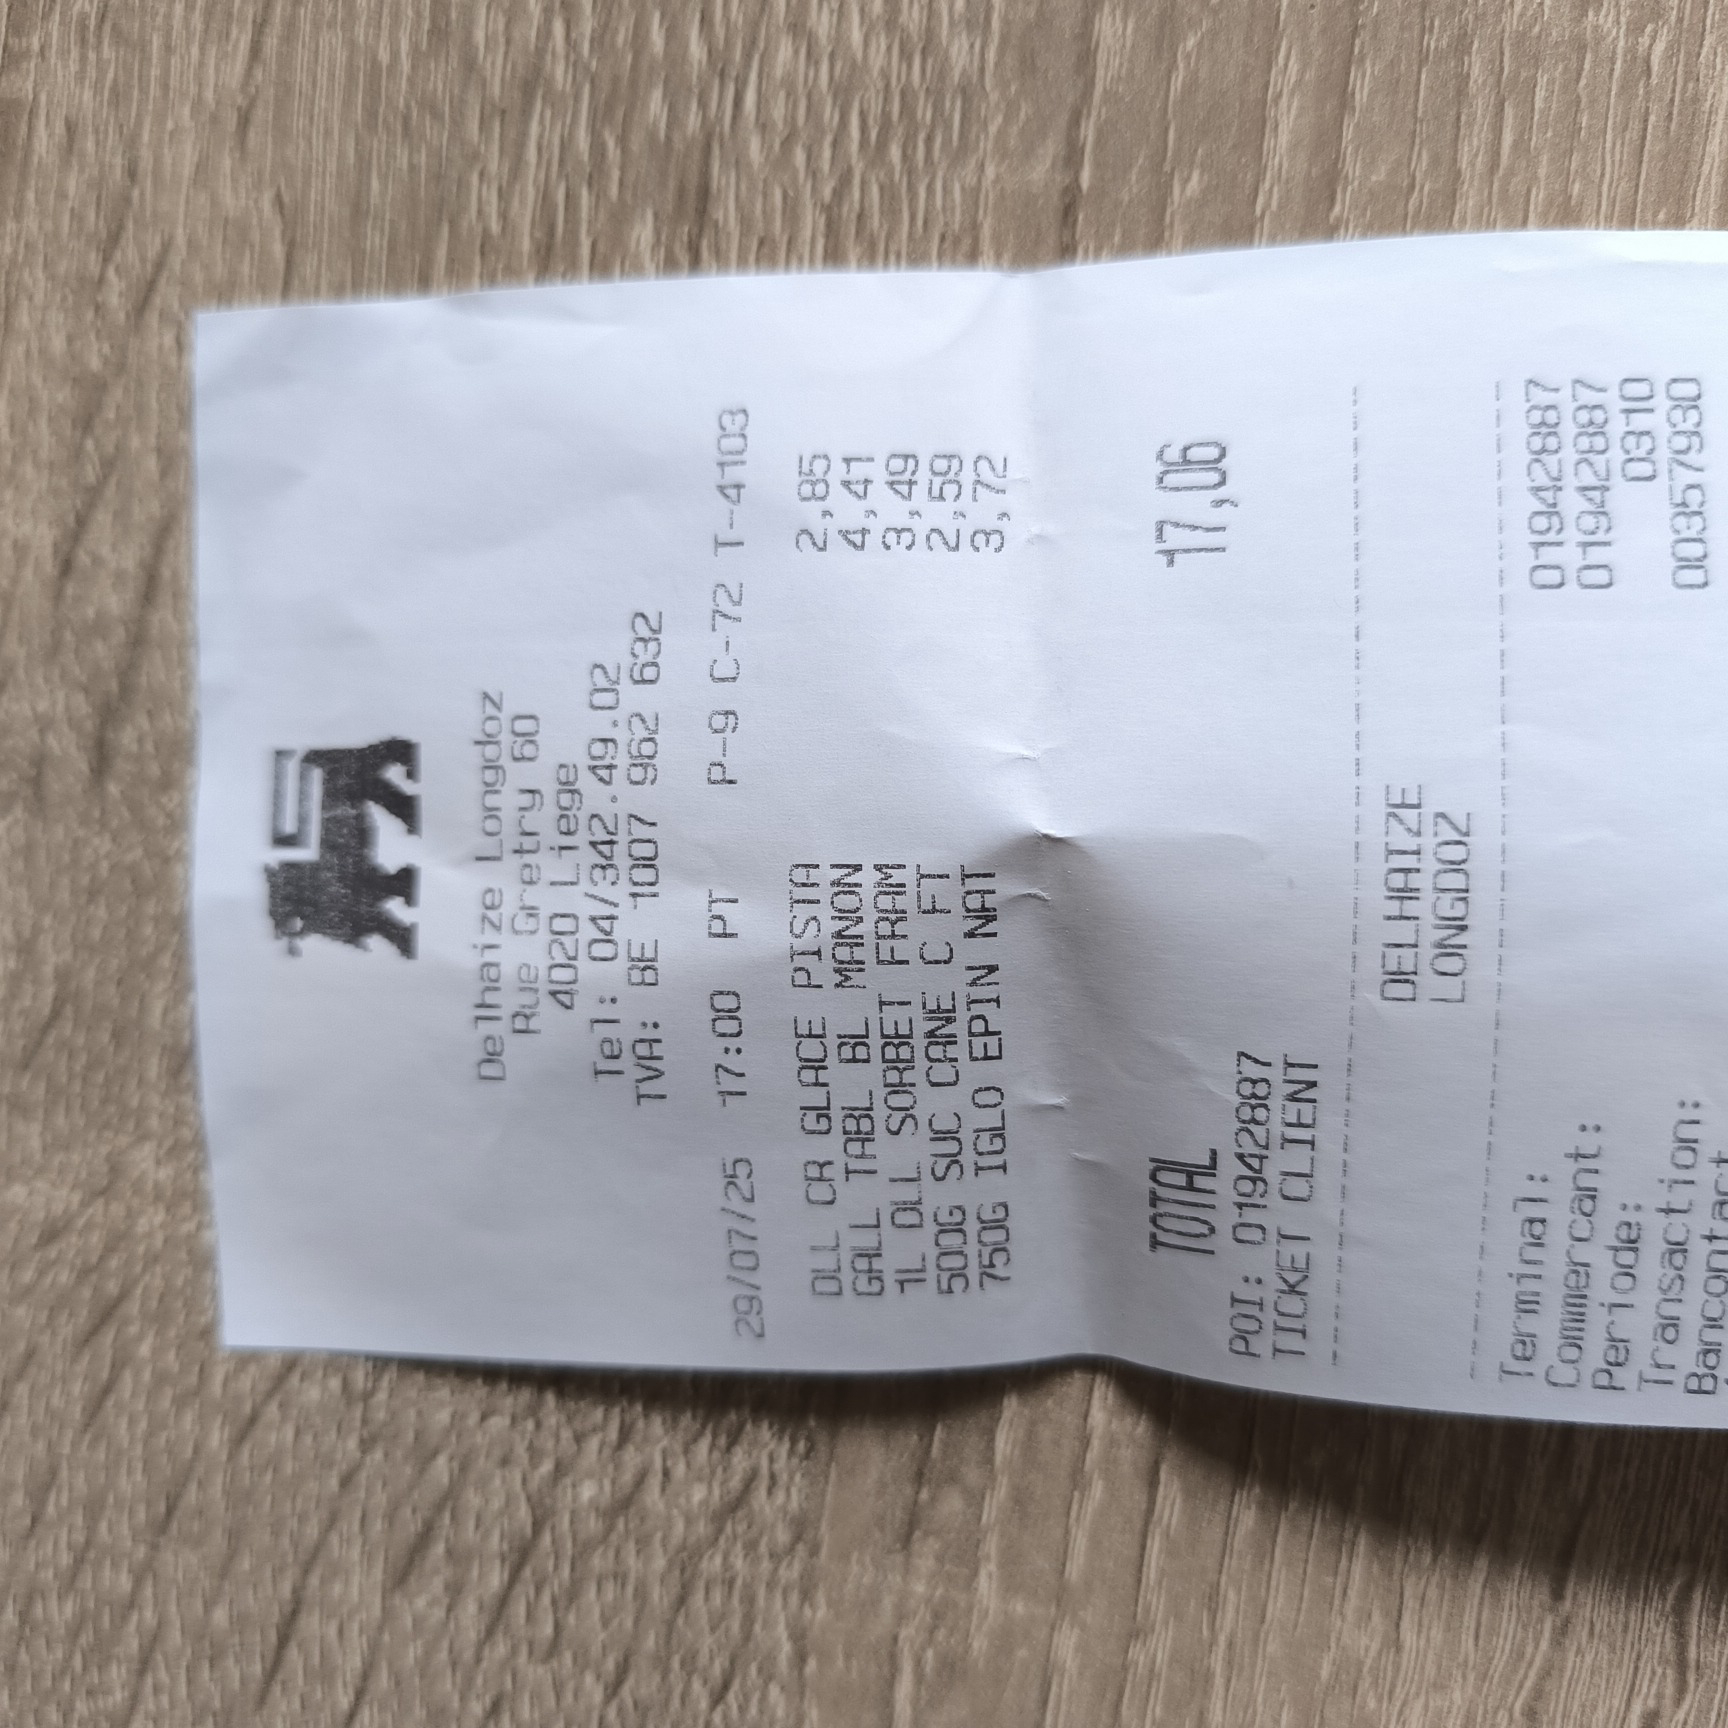 Delhaize Longdoz
Rue Gretry 60
4020 Liege
Tel: 04/342.49.02
TVA: BE 1007 962 632
29/07/25 17:00 PT P-9 C-72 T-4103
DLL CR GLACE PISTA 2,85
GALL TABL BL MANON 4,41
1L DLL SORBET FRAM 3,49
500G SUC CANE C FT 2,59
750G IGLO EPIN NAT 3,72
TOTAL 17,06
POI: 01942887
TICKET CLIENT
DELHAIZE
LONGDOZ
Terminal: 01942887
Commercant: 01942887
Periode: 0310
Transaction: 00357930
Bancontact